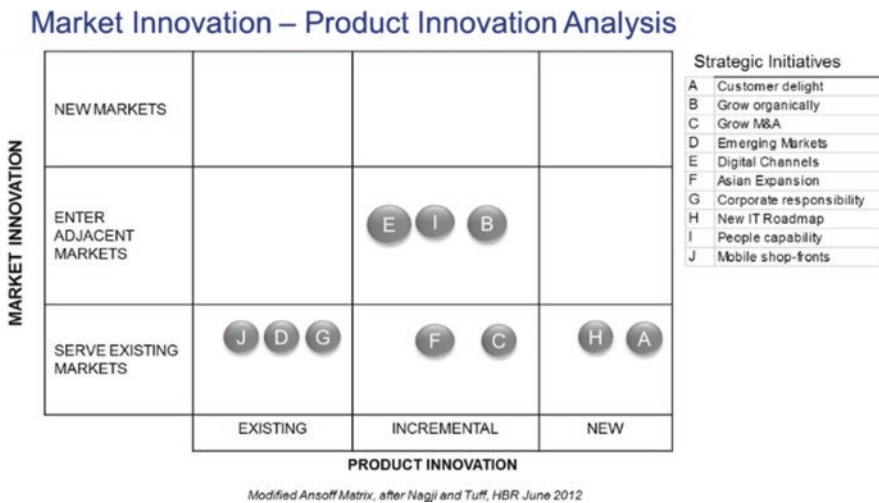 Market Innovation – Product Innovation Analysis
MARKET INNOVATION
NEW MARKETS
ENTER
ADJACENT
MARKETS
E I B
SERVE EXISTING
MARKETS
J D G F C H A
EXISTING INCREMENTAL NEW
PRODUCT INNOVATION
Modified Ansoff Matrix, after Nagji and Tuff, HBR June 2012
Strategic Initiatives
A Customer delight
B Grow organically
C Grow M&A
D Emerging Markets
E Digital Channels
F Asian Expansion
G Corporate responsibility
H New IT Roadmap
I People capability
J Mobile shop-fronts